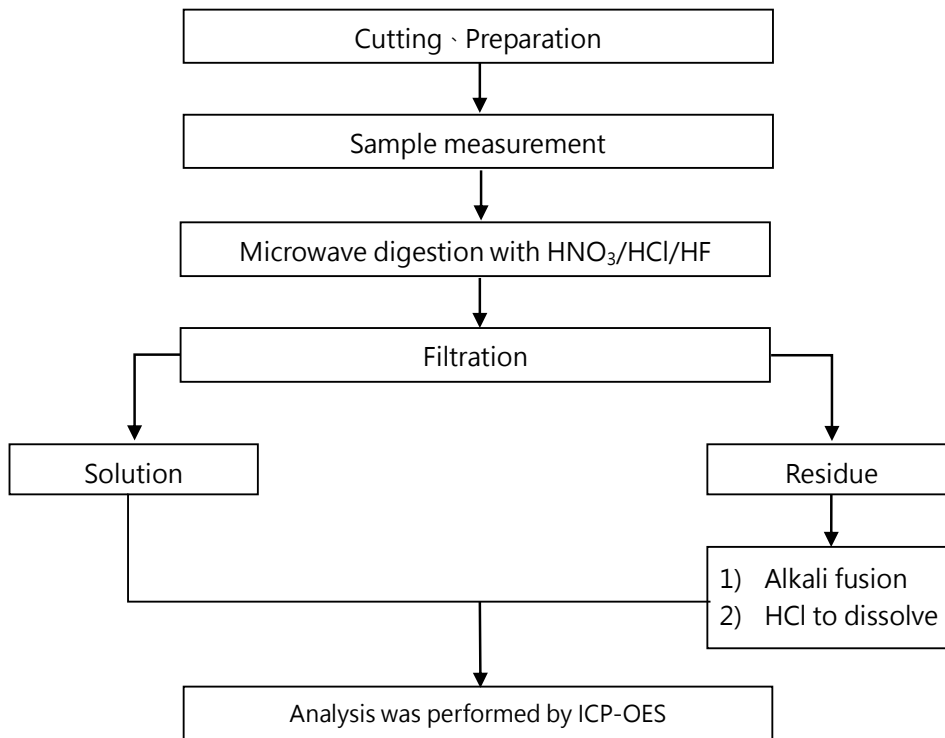 Cutting、Preparation
Sample measurement
Microwave digestion with HNO₃/HCl/HF
Filtration
Solution
Residue
1) Alkali fusion
2) HCl to dissolve
Analysis was performed by ICP-OES